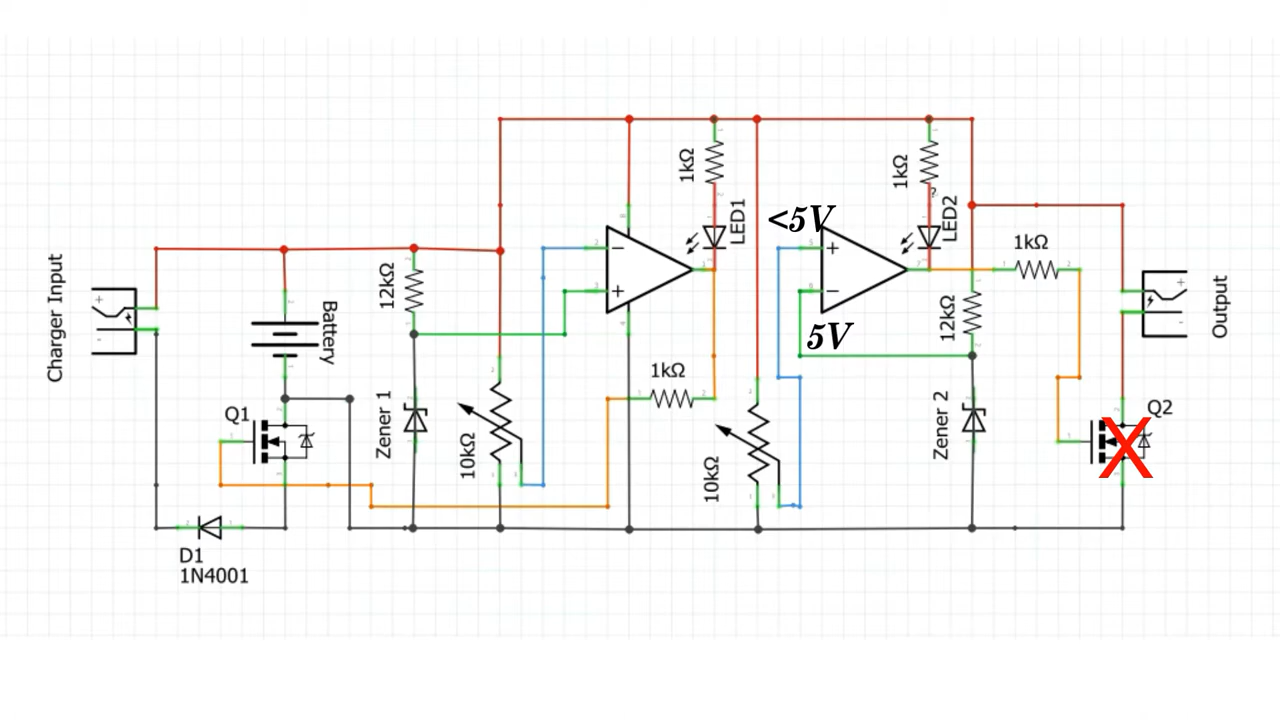 1kΩ
LED1
<5V
1kΩ
?
LED2
1kΩ
Charger Input
+
-
Battery
12kΩ
−
+
+
−
5V
12kΩ
+
-
Output
1kΩ
Q1
Zener 1
10kΩ
10kΩ
Zener 2
Q2
X
D1
1N4001